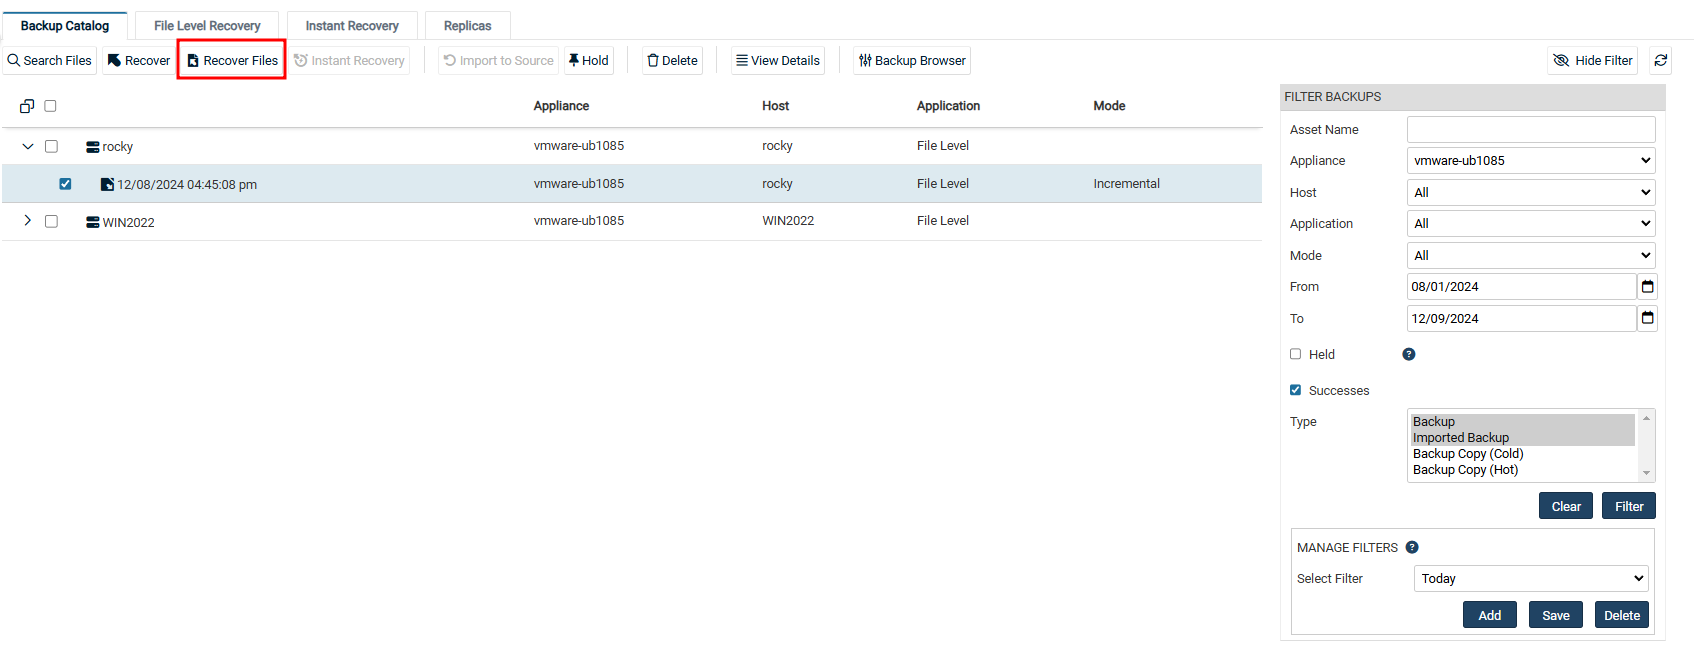 Backup Catalog File Level Recovery Instant Recovery Replicas
Search Files Recover Recover Files Instant Recovery Import to Source Hold Delete View Details Backup Browser Hide Filter
Appliance Host Application Mode
rocky vmware-ub1085 rocky File Level
12/08/2024 04:45:08 pm vmware-ub1085 rocky File Level Incremental
WIN2022 vmware-ub1085 WIN2022 File Level
FILTER BACKUPS
Asset Name
Appliance vmware-ub1085
Host All
Application All
Mode All
From 08/01/2024
To 12/09/2024
Held ?
Successes
Type Backup
Imported Backup
Backup Copy (Cold)
Backup Copy (Hot)
Clear Filter
MANAGE FILTERS ?
Select Filter Today
Add Save Delete